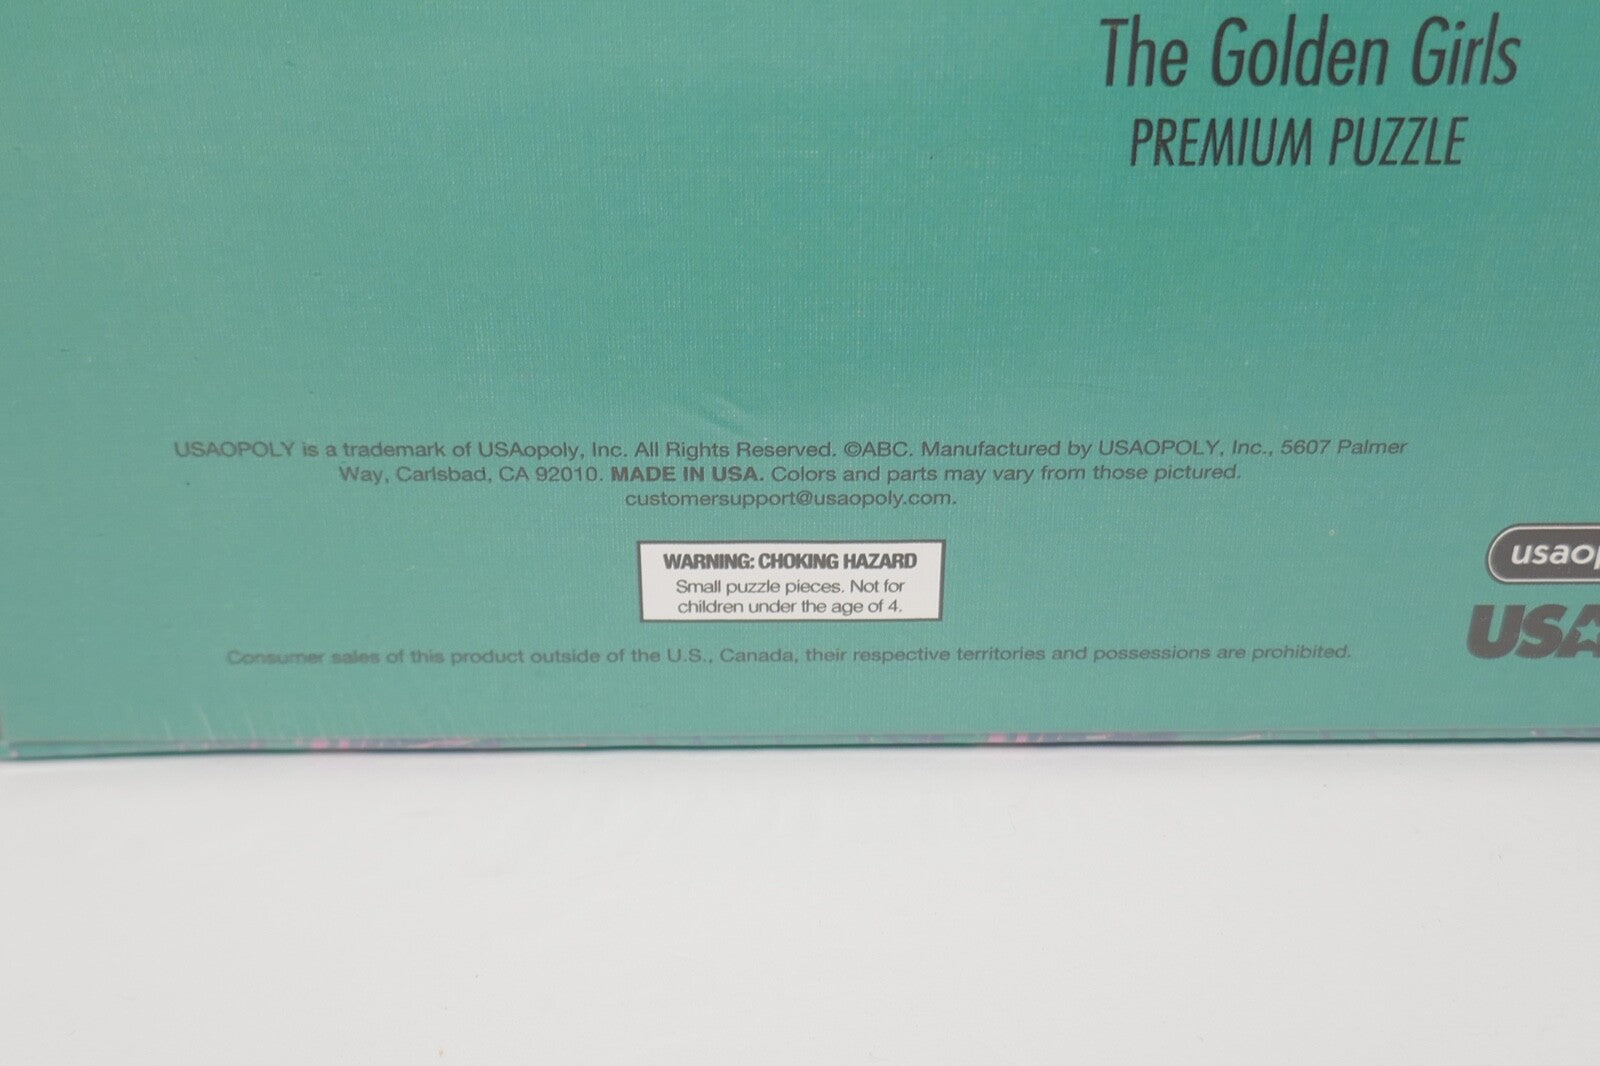 The Golden Girls
PREMIUM PUZZLE
USAOPOLY is a trademark of USAopoly, Inc. All Rights Reserved. ©ABC. Manufactured by USAOPOLY, Inc., 5607 Palmer
Way, Carlsbad, CA 92010. MADE IN USA. Colors and parts may vary from those pictured.
customersupport@usaopoly.com.
WARNING: CHOKING HAZARD
Small puzzle pieces. Not for
children under the age of 4.
Consumer sales of this product outside of the U.S., Canada, their respective territories and possessions are prohibited.
usaop
USA